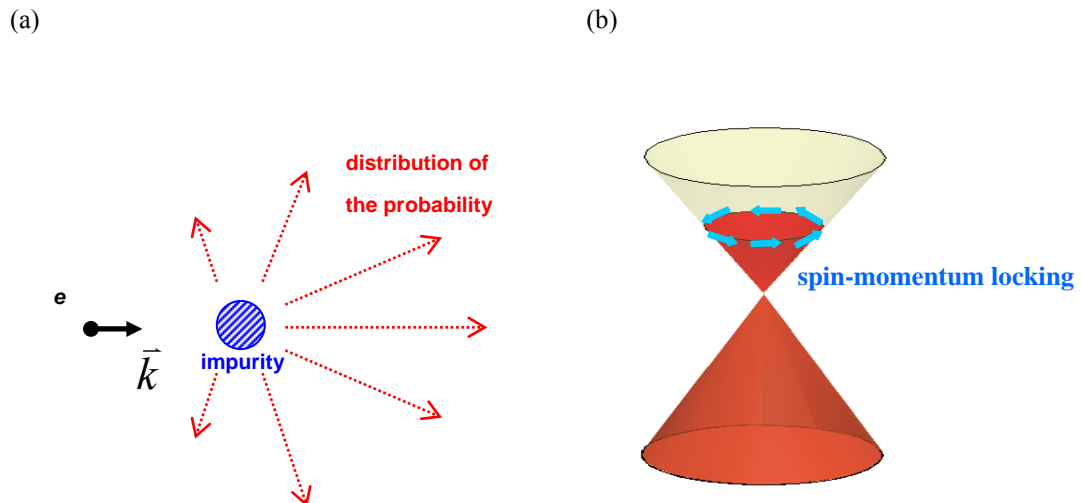 (a)
(b)
distribution of
the probability
e
impurity
k⃗
spin-momentum locking